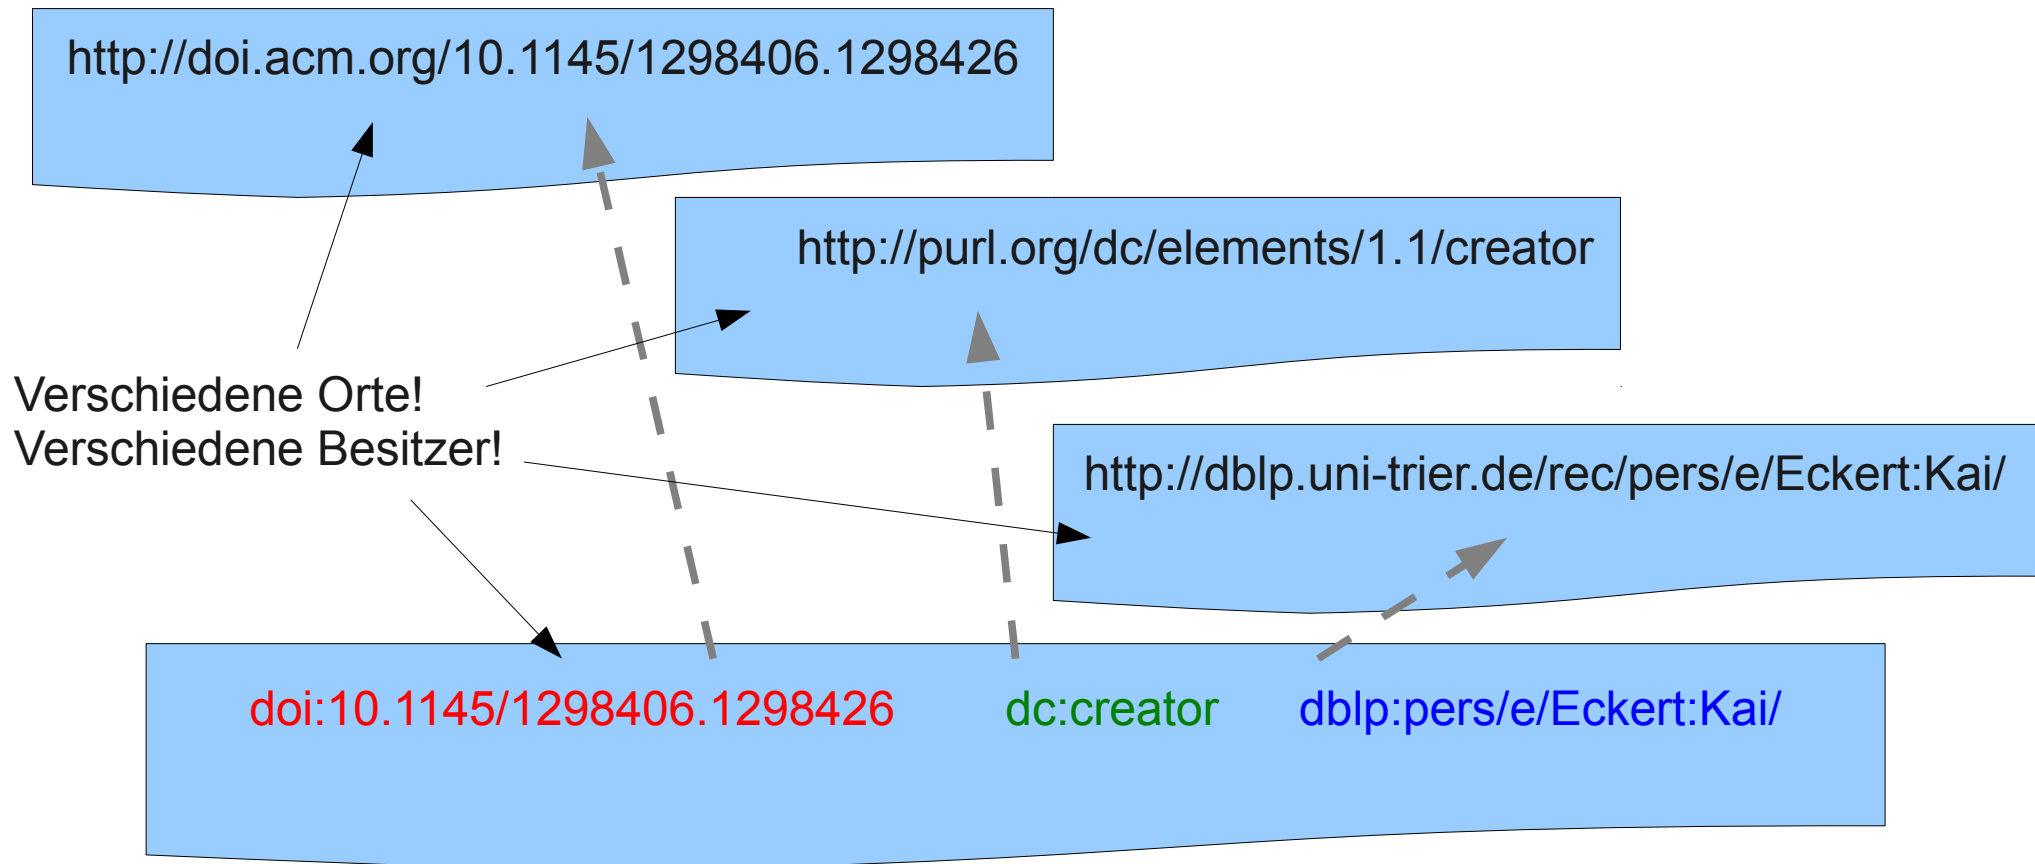 http://doi.acm.org/10.1145/1298406.1298426
http://purl.org/dc/elements/1.1/creator
Verschiedene Orte!
Verschiedene Besitzer!
http://dblp.uni-trier.de/rec/pers/e/Eckert:Kai/
doi:10.1145/1298406.1298426 dc:creator dblp:pers/e/Eckert:Kai/